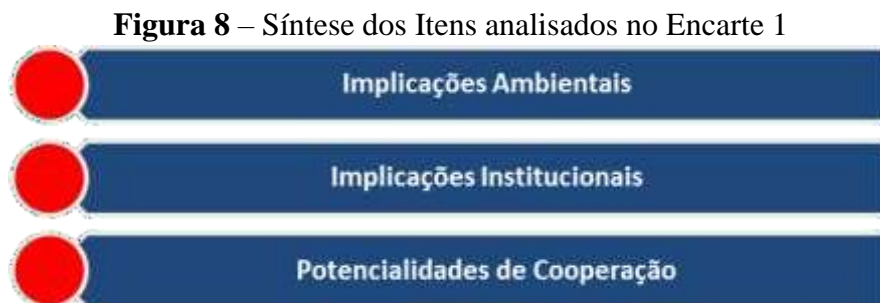 Figura 8 – Síntese dos Itens analisados no Encarte 1
Implicações Ambientais
Implicações Institucionais
Potencialidades de Cooperação